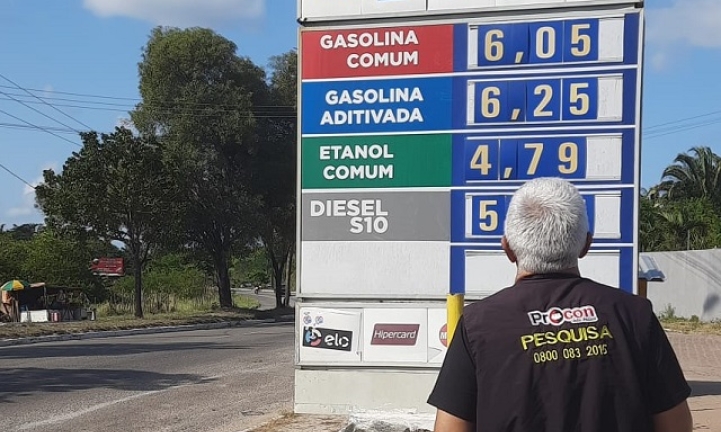 GASOLINA
COMUM
6,05
GASOLINA
ADITIVADA
6,25
ETANOL
COMUM
4,79
DIESEL
S10
5
elo
HIPERCARD
PROCON
PESQUISA
0800 083 2015